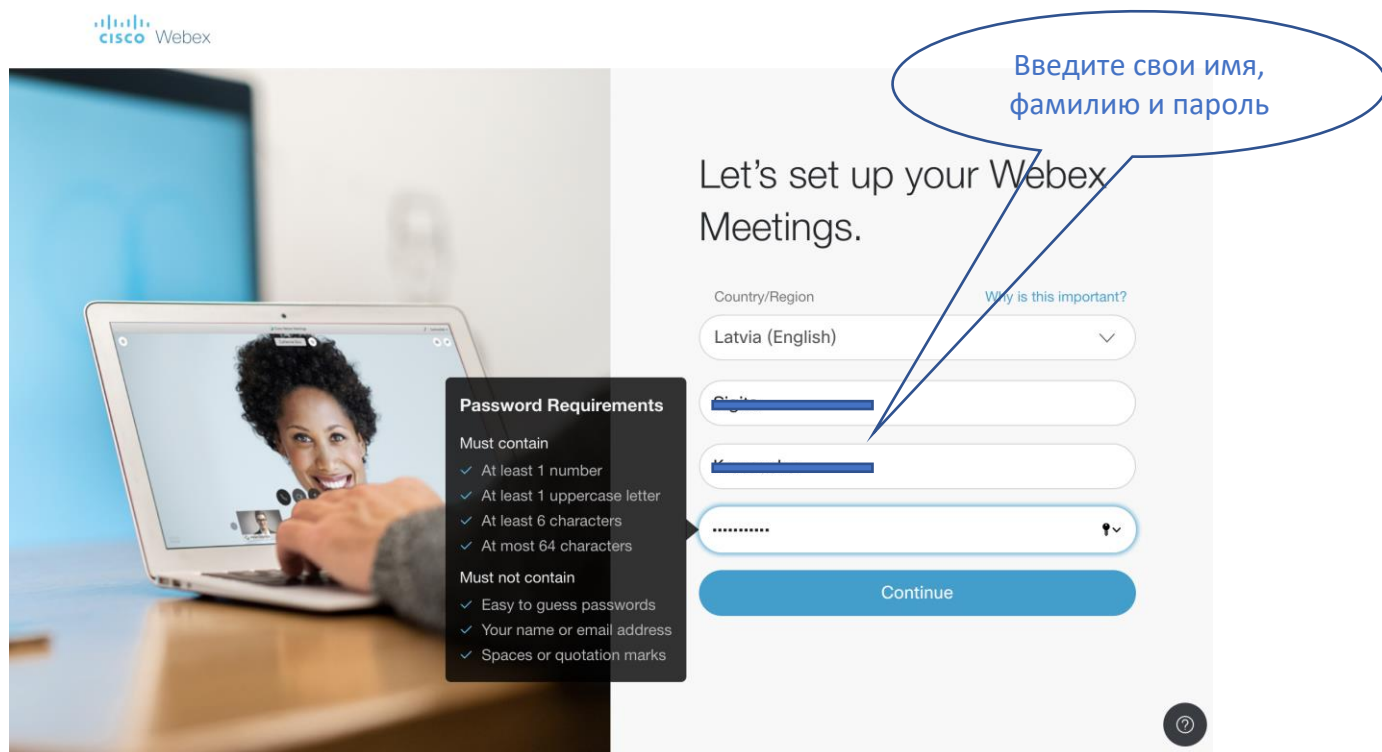 CISCO Webex
Введите свои имя,
фамилию и пароль
Let's set up your Webex
Meetings.
Country/Region
Why is this important?
Latvia (English)
Password Requirements
Must contain
At least 1 number
At least 1 uppercase letter
At least 6 characters
At most 64 characters
Must not contain
Easy to guess passwords
Your name or email address
Spaces or quotation marks
Continue